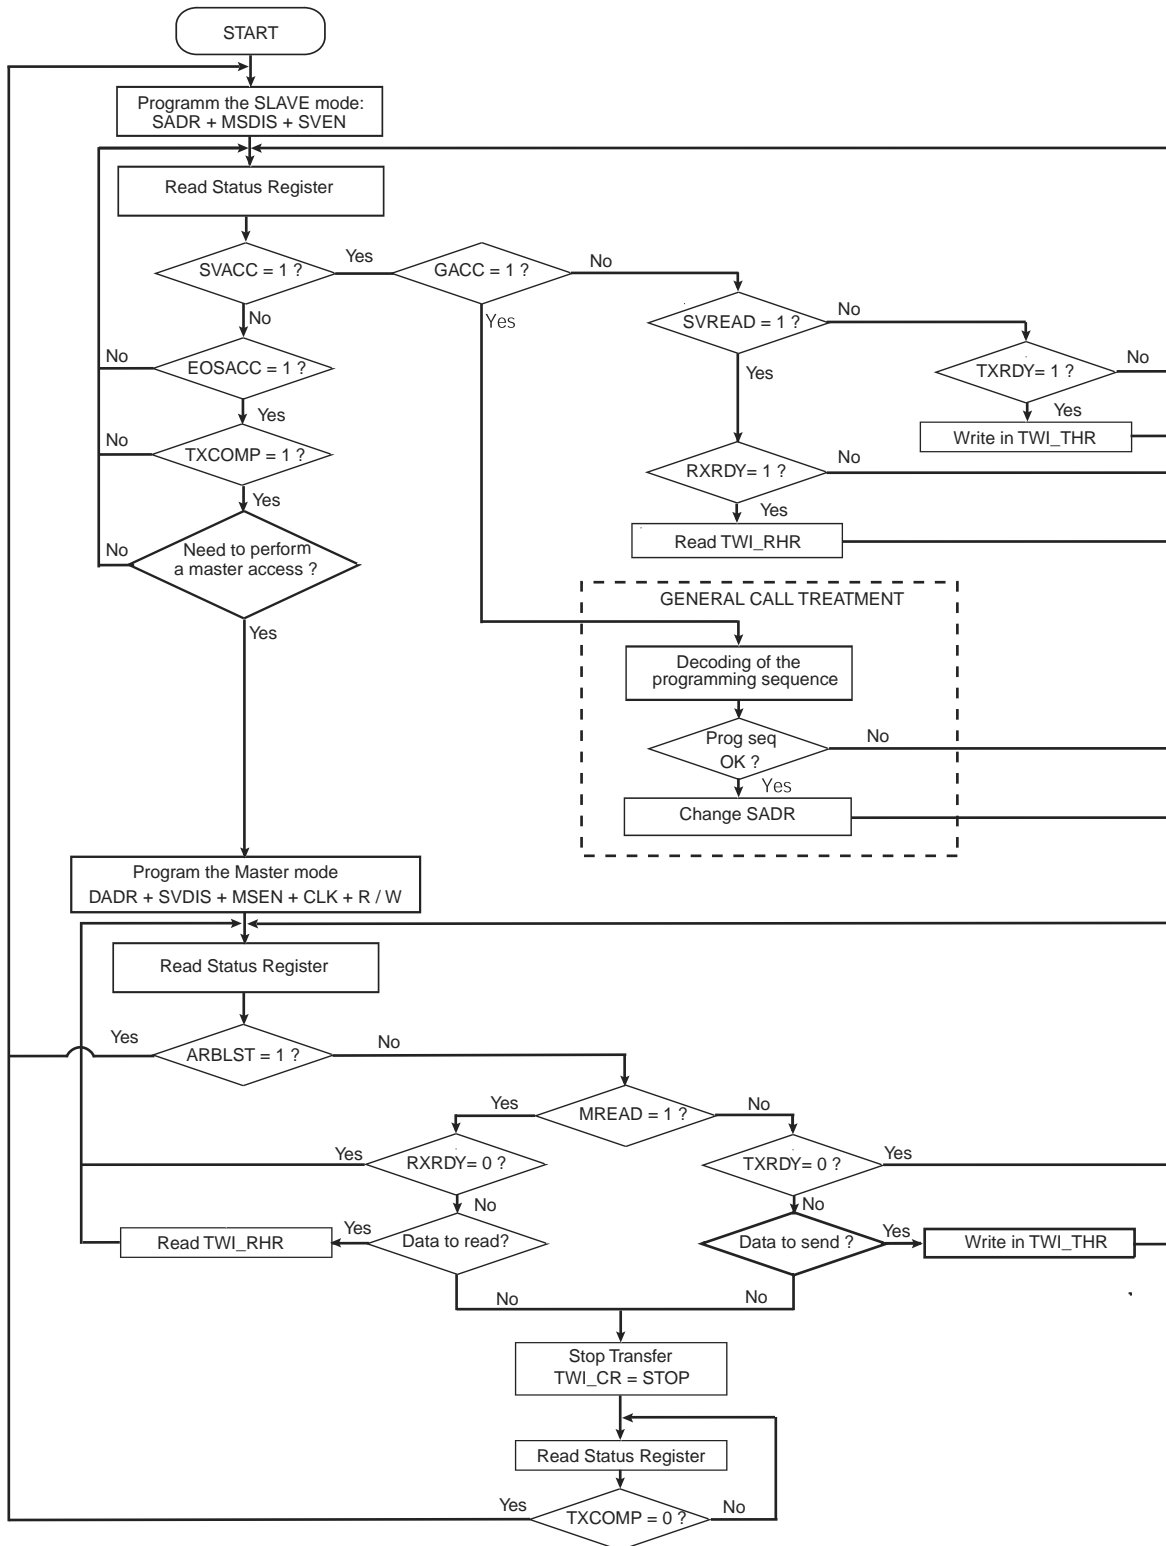 START
Programm the SLAVE mode:
SADR + MSDIS + SVEN
Read Status Register
SVACC = 1 ?
Yes
GACC = 1 ?
No
No
Yes
SVREAD = 1 ?
No
No
EOSACC = 1 ?
Yes
TXRDY= 1 ?
No
Yes
Yes
Write in TWI_THR
No
TXCOMP = 1 ?
RXRDY= 1 ?
No
Yes
Yes
Read TWI_RHR
No
Need to perform
a master access ?
Yes
GENERAL CALL TREATMENT
Decoding of the
programming sequence
Prog seq
OK ?
No
Yes
Change SADR
Program the Master mode
DADR + SVDIS + MSEN + CLK + R / W
Read Status Register
Yes
ARBLST = 1 ?
No
Yes
MREAD = 1 ?
No
Yes
RXRDY= 0 ?
TXRDY= 0 ?
Yes
No
No
Read TWI_RHR
Yes
Data to read?
Data to send ?
Yes
Write in TWI_THR
No
No
Stop Transfer
TWI_CR = STOP
Read Status Register
Yes
TXCOMP = 0 ?
No